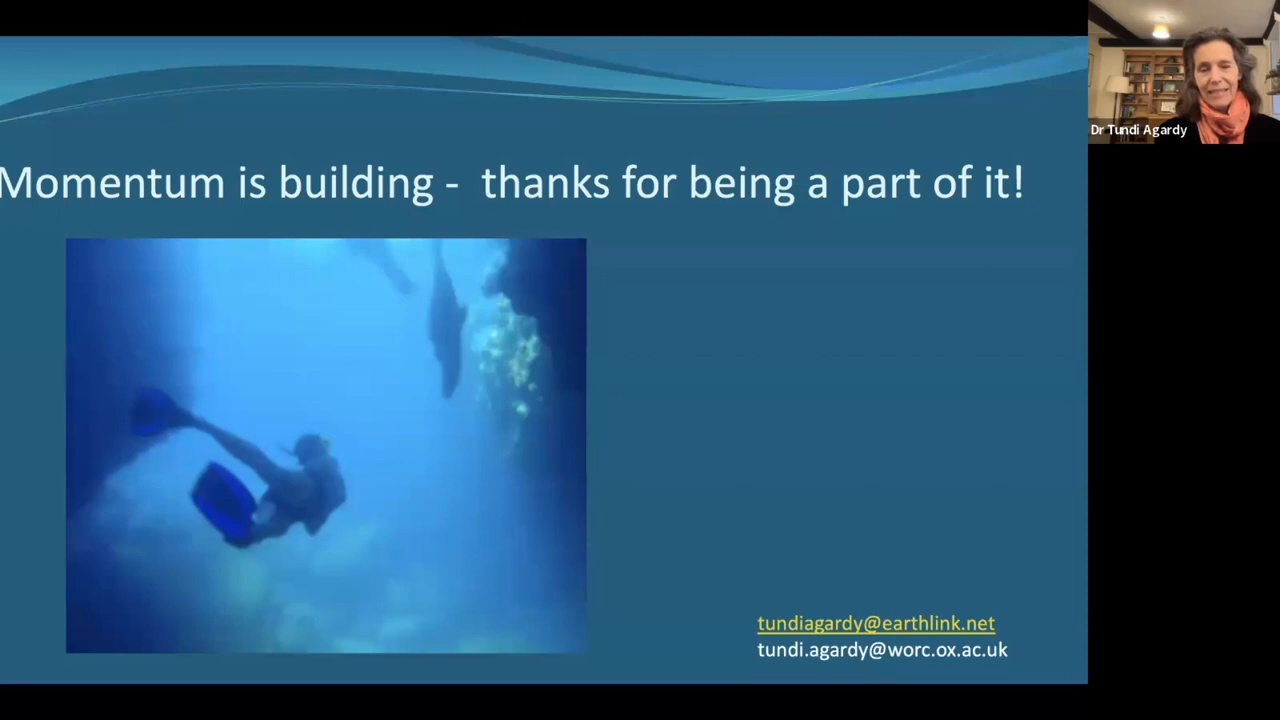 Dr Tundi Agardy
Momentum is building - thanks for being a part of it!
tundiagardy@earthlink.net
tundi.agardy@worc.ox.ac.uk